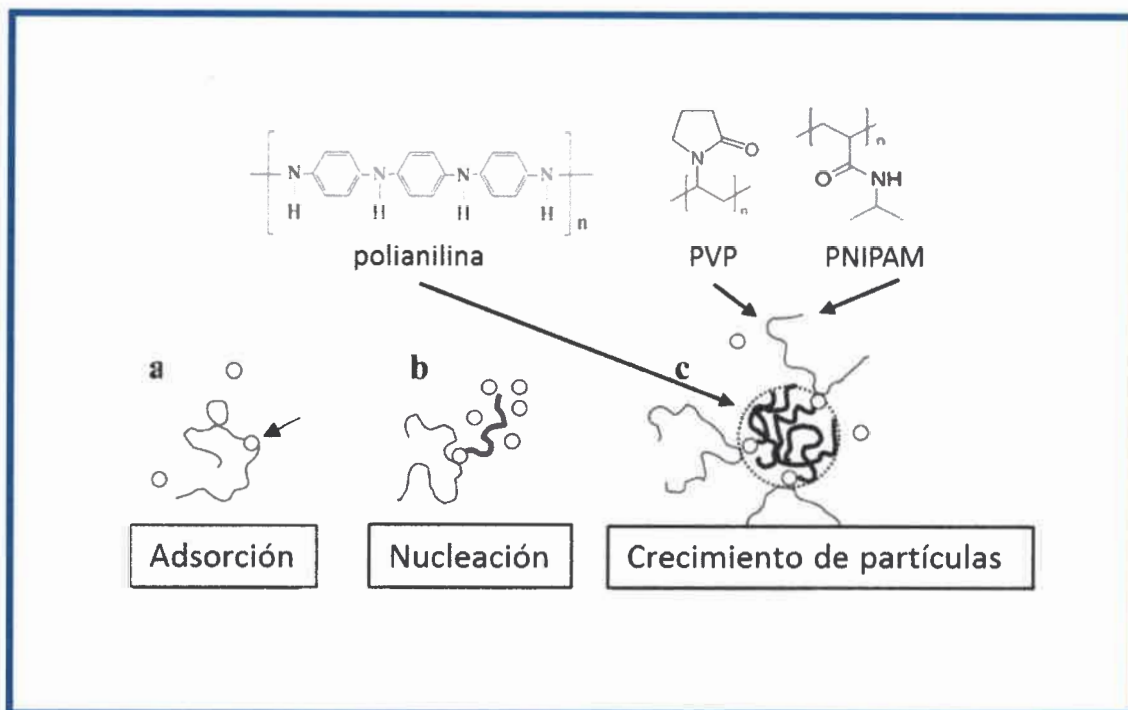 N N N N
H H H H
n
N O
n
n
O NH
polianilina PVP PNIPAM
a b c
Adsorción Nucleación Crecimiento de partículas